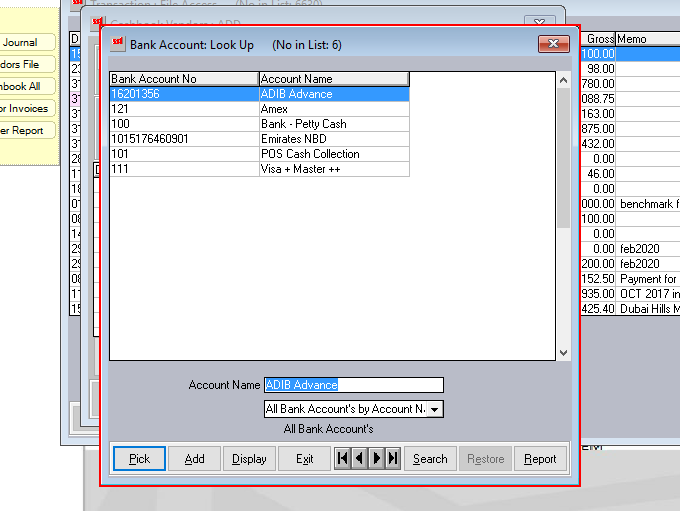 Transaction : File Access (No in List: 6630)
Cashbook Vendors: ADD
Bank Account: Look Up (No in List: 6)
Journal
dors File
hbook All
or Invoices
er Report
Bank Account No Account Name
16201356 ADIB Advance
121 Amex
100 Bank - Petty Cash
1015176460901 Emirates NBD
101 POS Cash Collection
111 Visa + Master ++
Account Name ADIB Advance
All Bank Account's by Account N
All Bank Account's
Pick Add Display Exit Search Restore Report
Gross Memo
100.00
98.00
780.00
088.75
163.00
875.00
432.00
0.00
46.00
0.00
000.00 benchmark f
100.00
0.00
0.00 feb2020
200.00 feb2020
152.50 Payment for
935.00 OCT 2017 in
425.40 Dubai Hills M